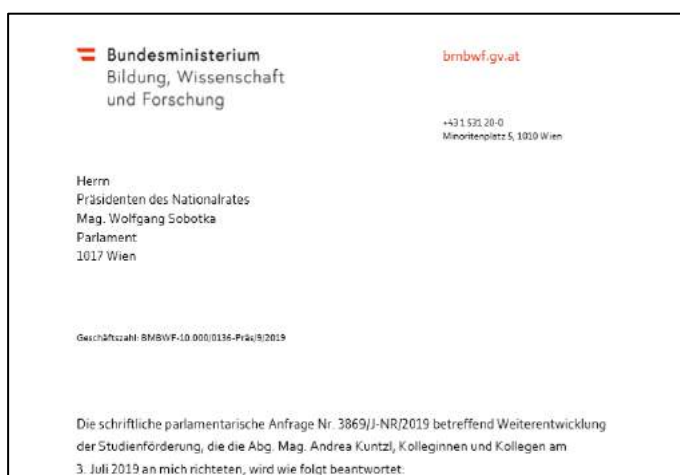 Bundesministerium
Bildung, Wissenschaft
und Forschung
bmbwf.gv.at
+43 1 531 20-0
Minoritenplatz 5, 1010 Wien
Herrn
Präsidenten des Nationalrates
Mag. Wolfgang Sobotka
Parlament
1017 Wien
Geschäftszahl: BMBWF-10.000/0136-Präs/9/2019
Die schriftliche parlamentarische Anfrage Nr. 3869/J-NR/2019 betreffend Weiterentwicklung
der Studienförderung, die die Abg. Mag. Andrea Kuntzl, Kolleginnen und Kollegen am
3. Juli 2019 an mich richteten, wird wie folgt beantwortet: